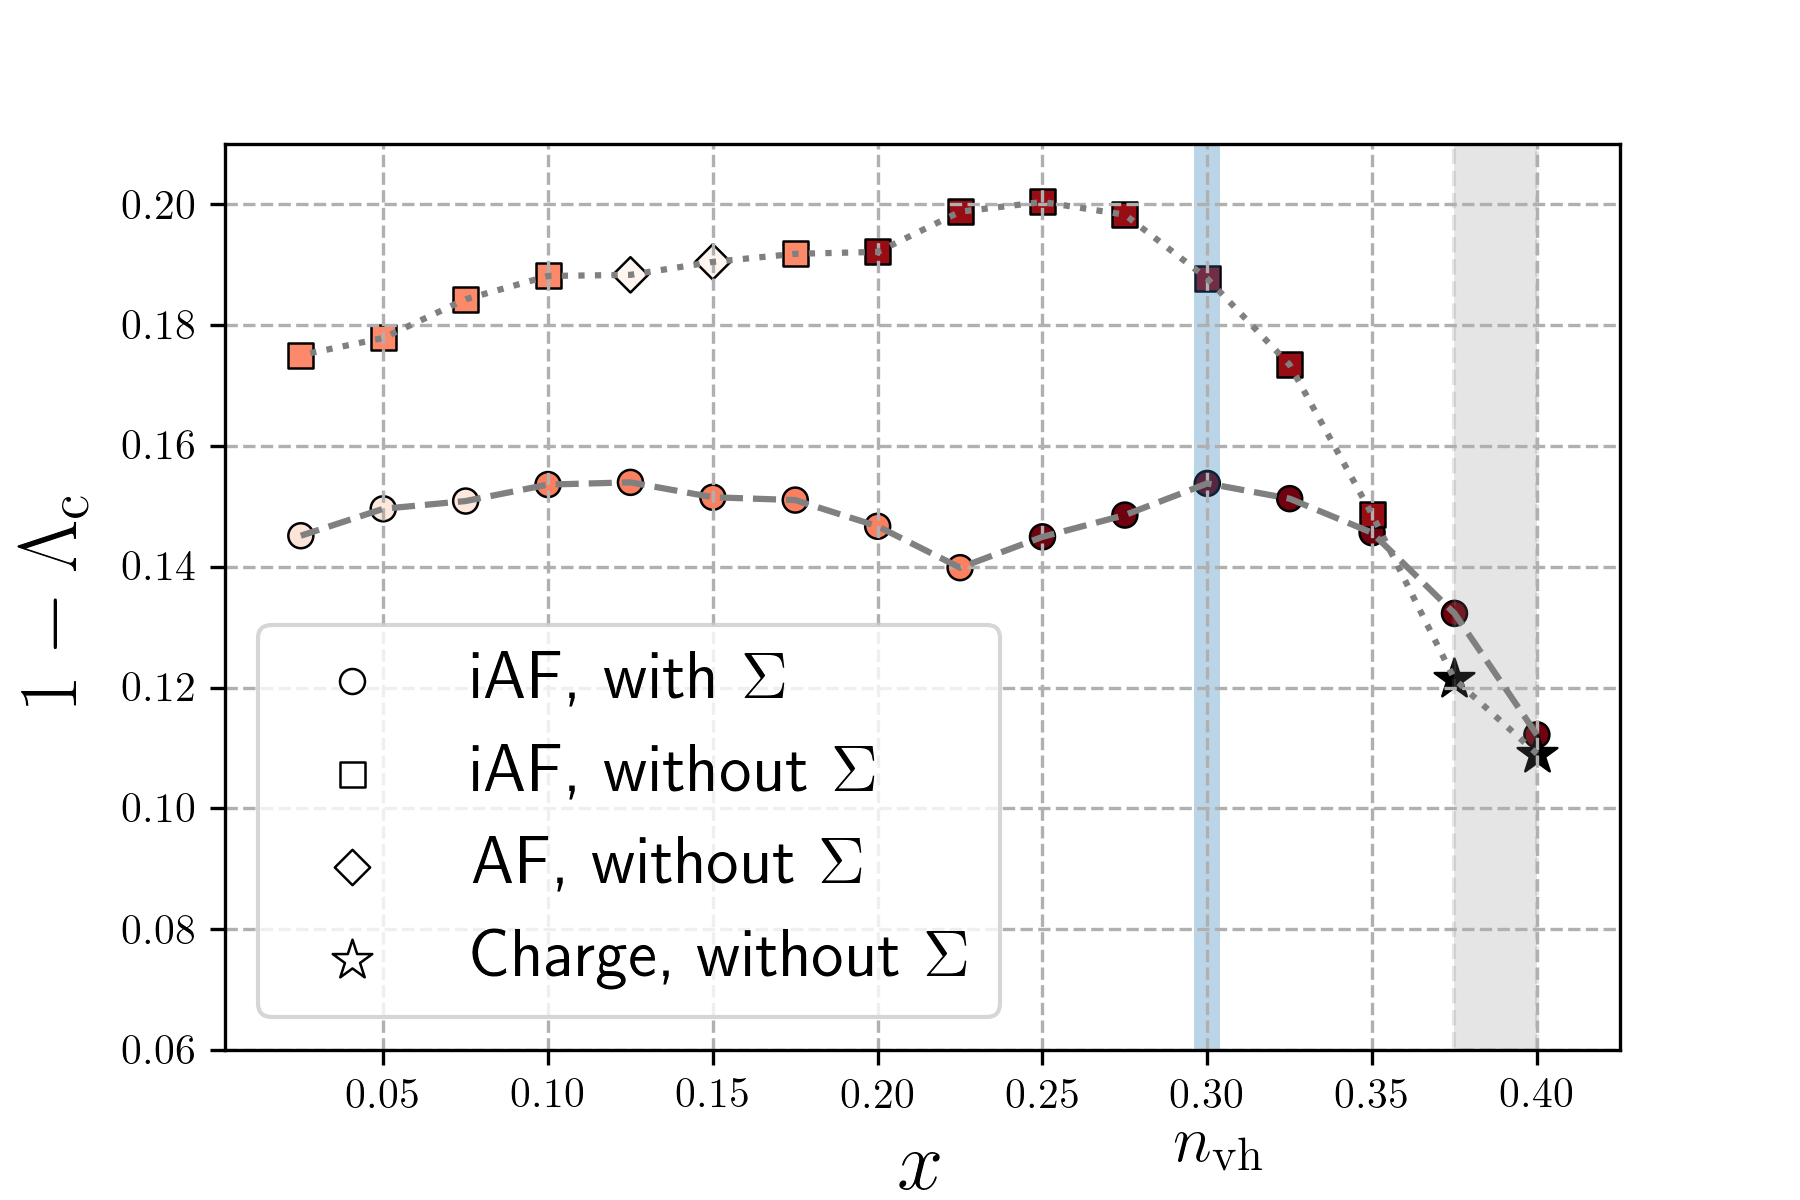 0.20
0.18
0.16
0.14
0.12
0.10
0.08
0.06
1 − Λc
iAF, with Σ
iAF, without Σ
AF, without Σ
Charge, without Σ
0.05 0.10 0.15 0.20 0.25 0.30 0.35 0.40
nvh
x